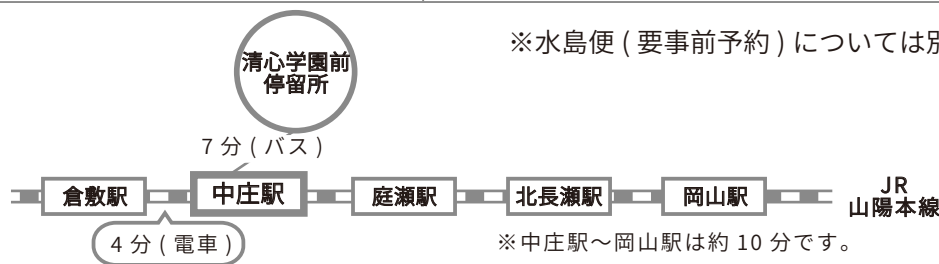 ※水島便 ( 要事前予約 ) については別
清心学園前
停留所
7 分 ( バス )
倉敷駅
中庄駅
庭瀬駅
北長瀬駅
岡山駅
JR
山陽本線
4 分 ( 電車 )
※中庄駅〜岡山駅は約 10 分です。